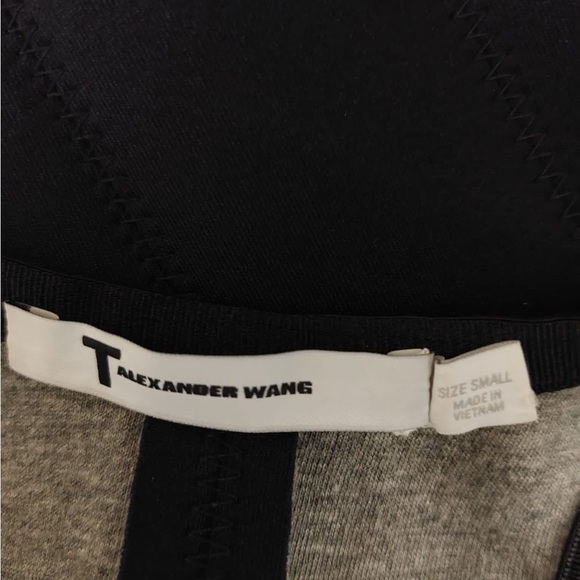 T ALEXANDER WANG
SIZE SMALL
MADE IN
VIETNAM